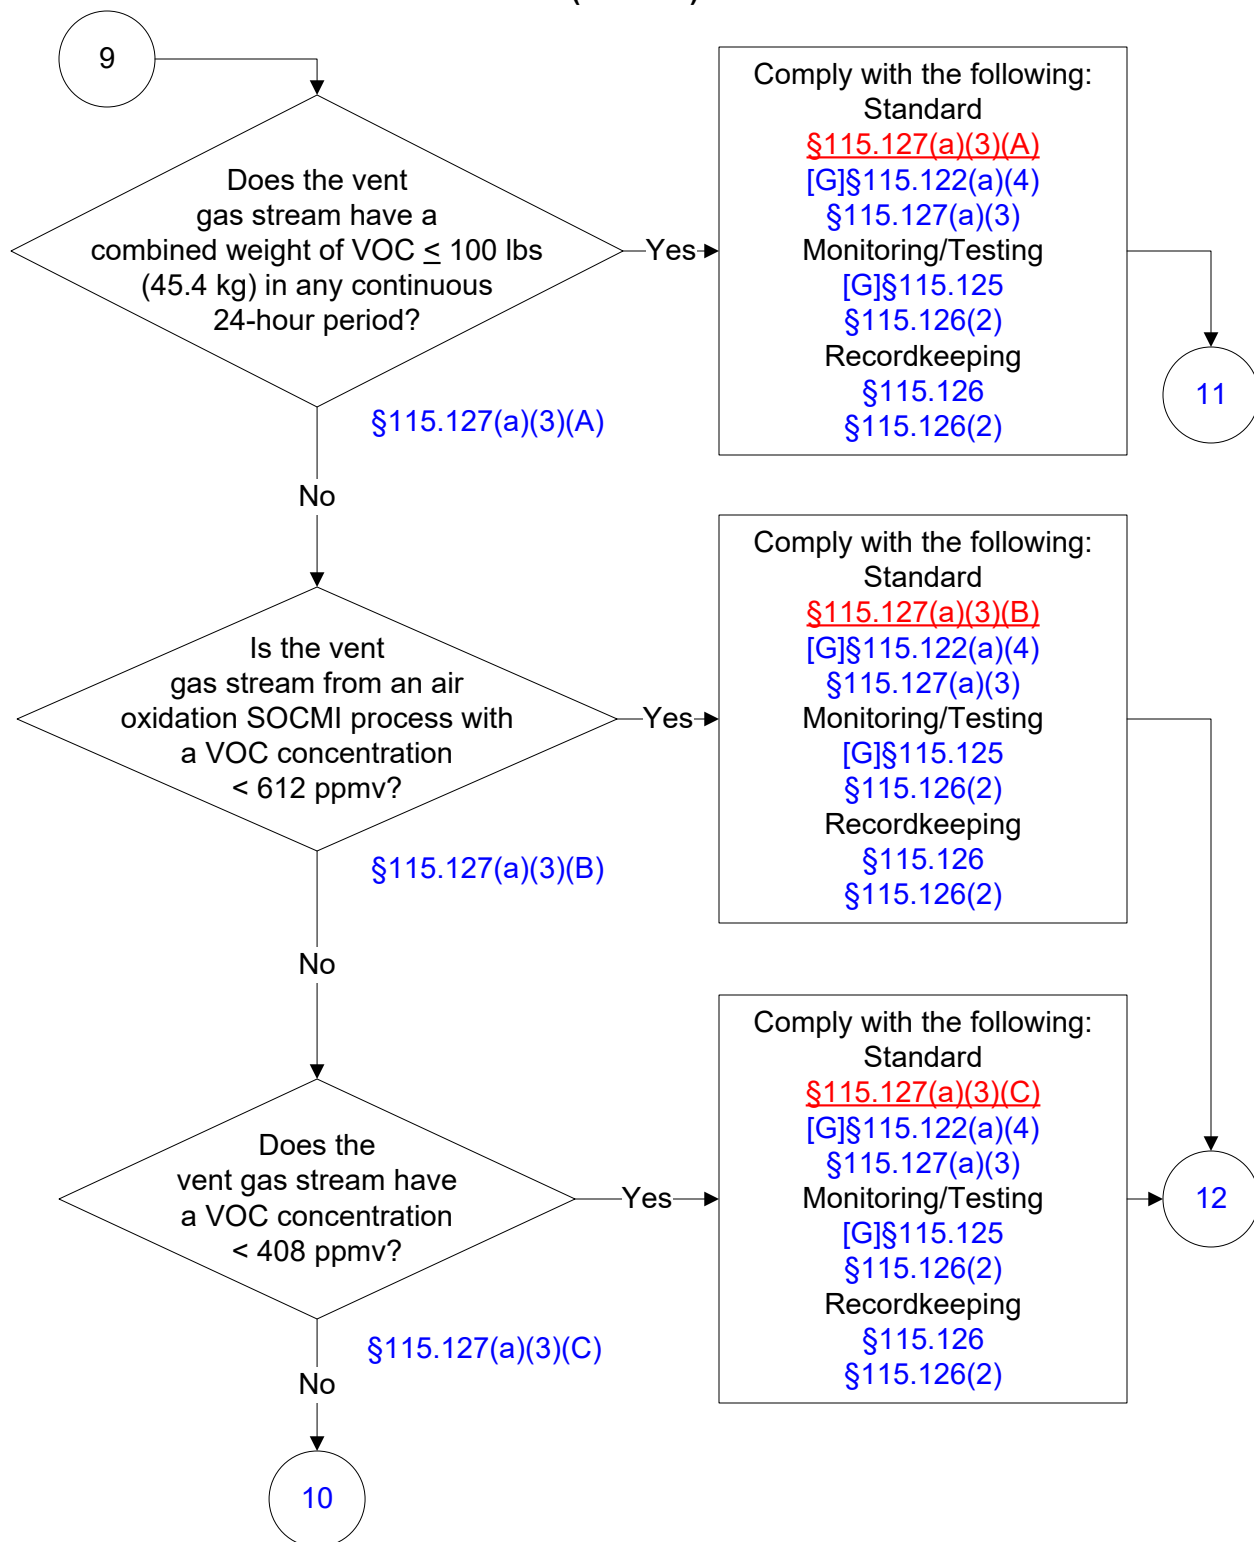 9
Does the vent
gas stream have a
combined weight of VOC ≤ 100 lbs
(45.4 kg) in any continuous
24-hour period?
Yes
§115.127(a)(3)(A)
No
Comply with the following:
Standard
§115.127(a)(3)(A)
[G]§115.122(a)(4)
§115.127(a)(3)
Monitoring/Testing
[G]§115.125
§115.126(2)
Recordkeeping
§115.126
§115.126(2)
11
Is the vent
gas stream from an air
oxidation SOCMI process with
a VOC concentration
< 612 ppmv?
Yes
§115.127(a)(3)(B)
No
Comply with the following:
Standard
§115.127(a)(3)(B)
[G]§115.122(a)(4)
§115.127(a)(3)
Monitoring/Testing
[G]§115.125
§115.126(2)
Recordkeeping
§115.126
§115.126(2)
Does the
vent gas stream have
a VOC concentration
< 408 ppmv?
Yes
§115.127(a)(3)(C)
No
Comply with the following:
Standard
§115.127(a)(3)(C)
[G]§115.122(a)(4)
§115.127(a)(3)
Monitoring/Testing
[G]§115.125
§115.126(2)
Recordkeeping
§115.126
§115.126(2)
12
10